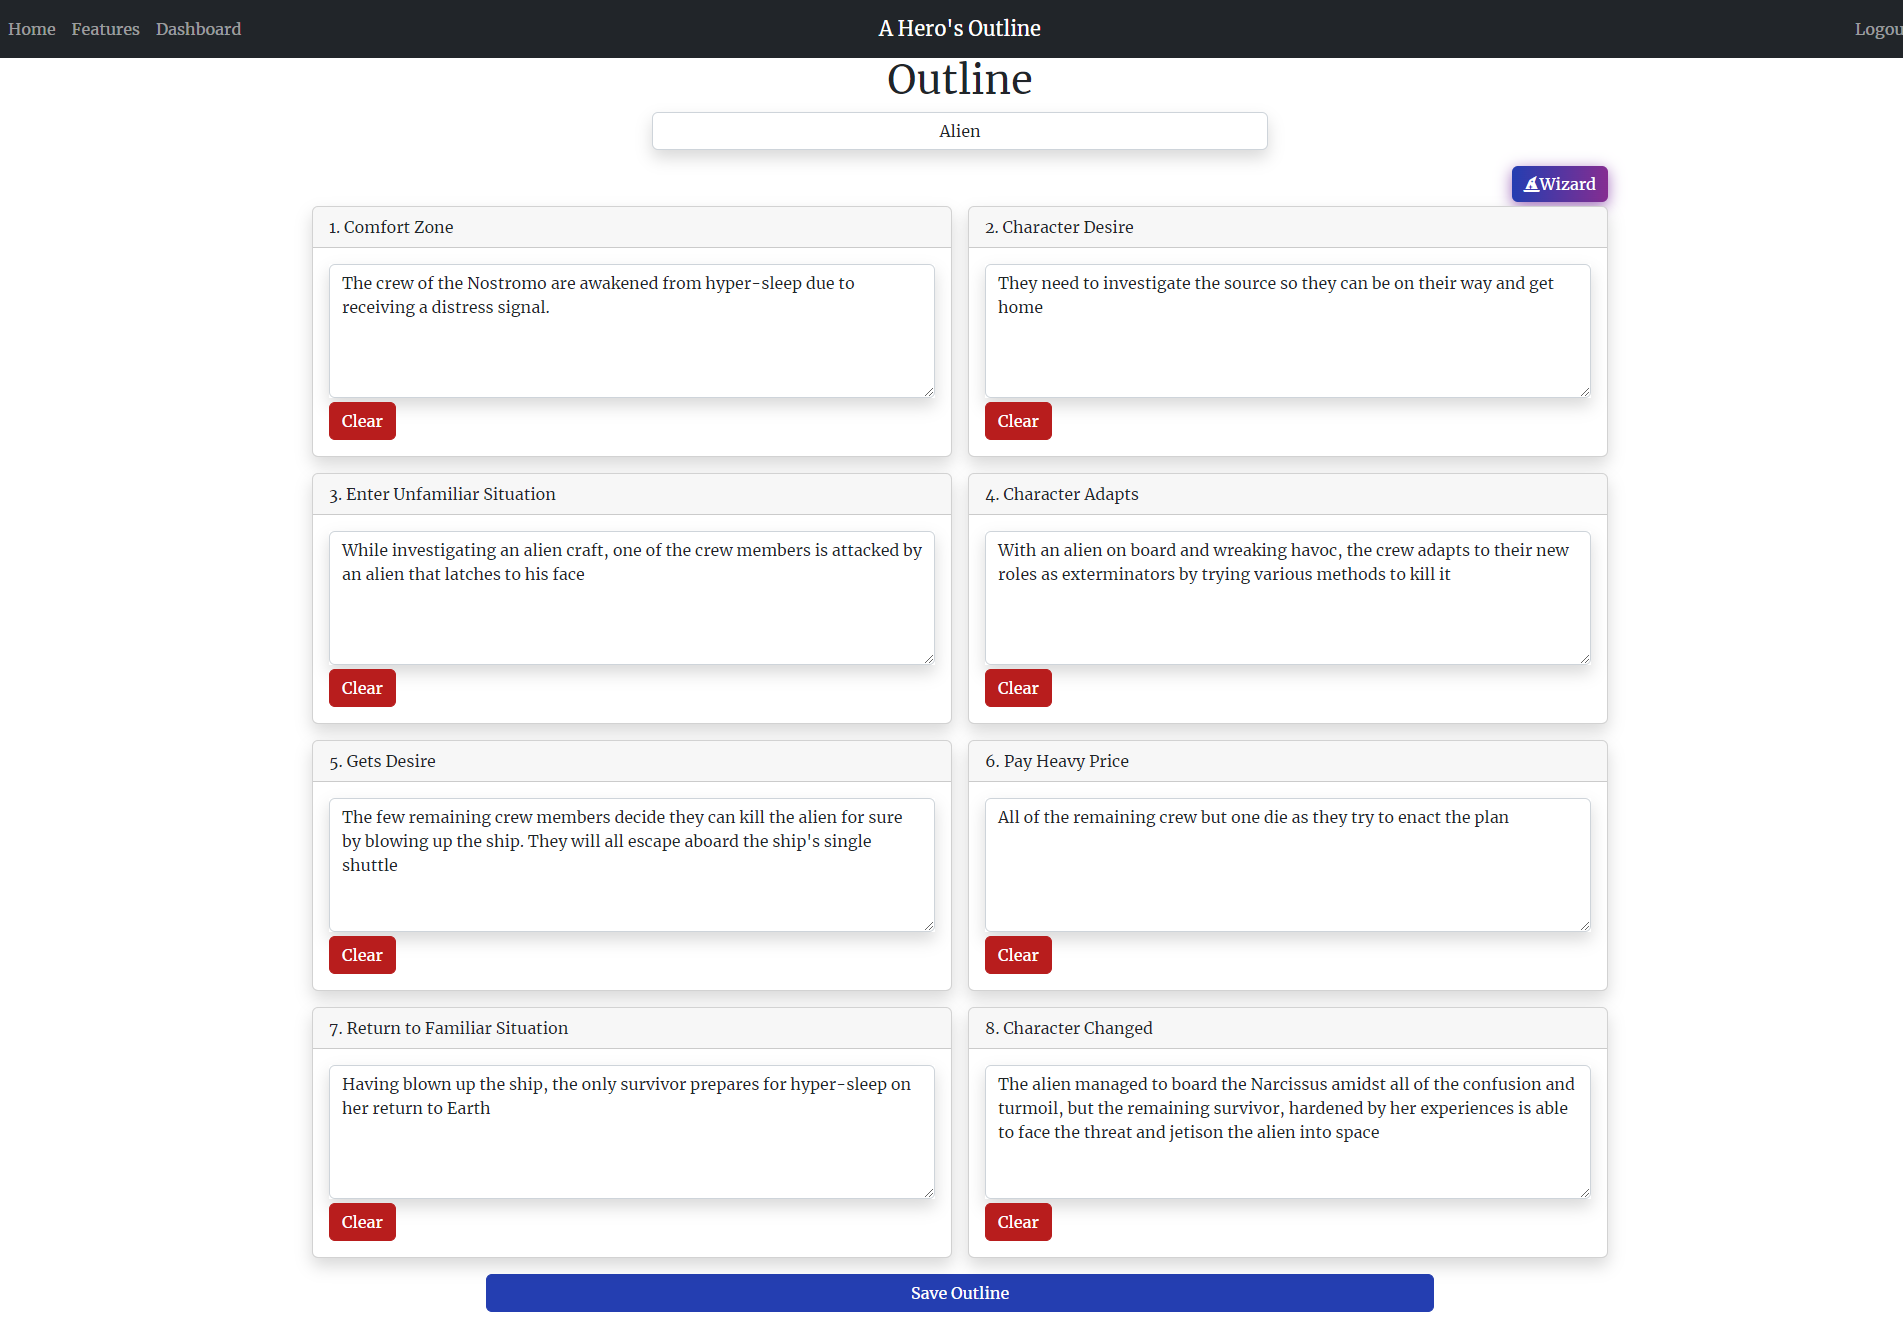 Home Features Dashboard
A Hero's Outline
Logou
Outline
Alien
Wizard
1. Comfort Zone
The crew of the Nostromo are awakened from hyper-sleep due to
receiving a distress signal.
Clear
2. Character Desire
They need to investigate the source so they can be on their way and get
home
Clear
3. Enter Unfamiliar Situation
While investigating an alien craft, one of the crew members is attacked by
an alien that latches to his face
Clear
4. Character Adapts
With an alien on board and wreaking havoc, the crew adapts to their new
roles as exterminators by trying various methods to kill it
Clear
5. Gets Desire
The few remaining crew members decide they can kill the alien for sure
by blowing up the ship. They will all escape aboard the ship's single
shuttle
Clear
6. Pay Heavy Price
All of the remaining crew but one die as they try to enact the plan
Clear
7. Return to Familiar Situation
Having blown up the ship, the only survivor prepares for hyper-sleep on
her return to Earth
Clear
8. Character Changed
The alien managed to board the Narcissus amidst all of the confusion and
turmoil, but the remaining survivor, hardened by her experiences is able
to face the threat and jetison the alien into space
Clear
Save Outline